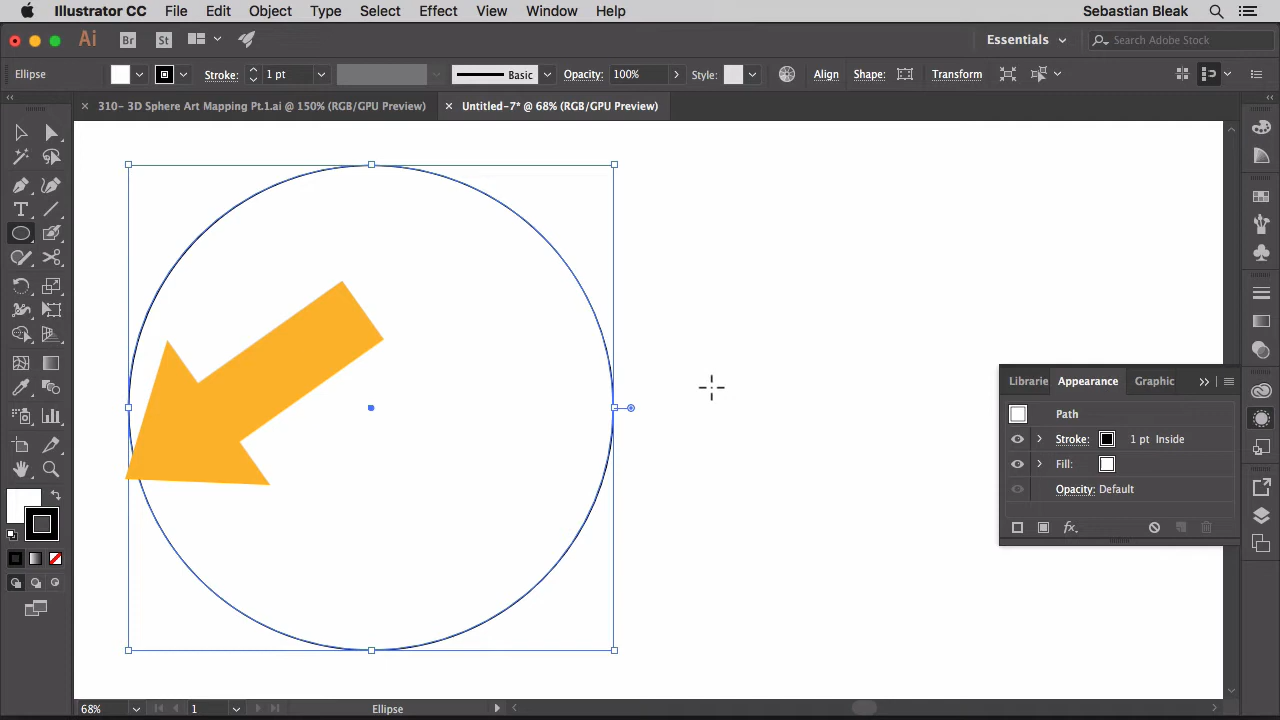 Illustrator CC File Edit Object Type Select Effect View Window Help Sebastian Bleak
Ai Br St Essentials Search Adobe Stock
Ellipse Stroke: 1 pt Basic Opacity: 100% Style: Align Shape: Transform
× 310- 3D Sphere Art Mapping Pt.1.ai @ 150% (RGB/GPU Preview) × Untitled-7* @ 68% (RGB/GPU Preview)
T
Librarie Appearance Graphic
Path
Stroke: 1 pt Inside
Fill:
Opacity: Default
fx.
68% 1 Ellipse